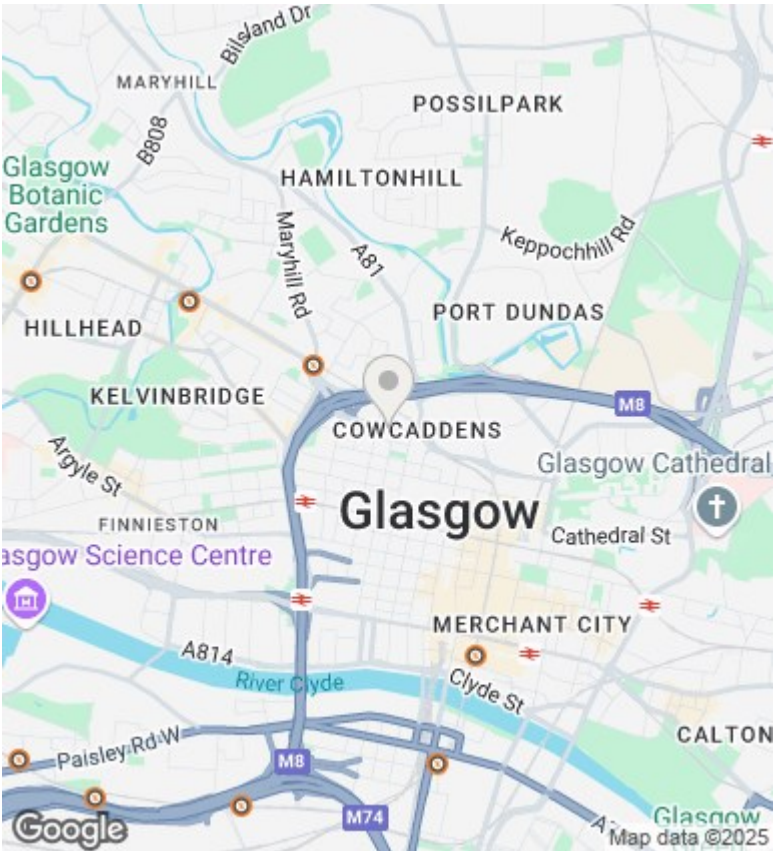 Bilsland Dr
MARYHILL
POSSILPARK
B808
Glasgow
Botanic
Gardens
HAMILTONHILL
Maryhill Rd
A81
Keppochhill Rd
PORT DUNDAS
HILLHEAD
KELVINBRIDGE
M8
COWCADDENS
Argyle St
Glasgow Cathedral
Glasgow
FINNIESTON
Cathedral St
asgow Science Centre
MERCHANT CITY
A814
River Clyde
Clyde St
CALTON
Paisley Rd W
M8
M74
Glasgow
Google
Map data ©2025